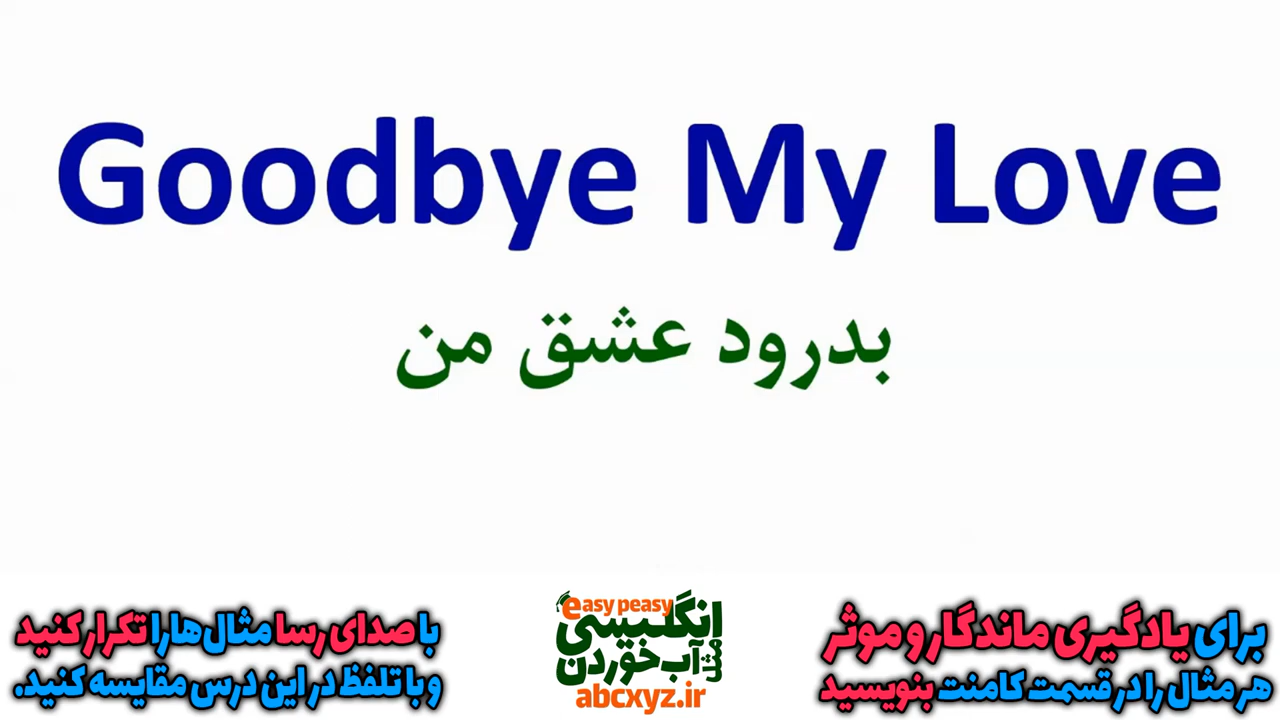 Goodbye My Love
بدرود عشق من
برای یادگیری ماندگار و موثر
هر مثال را در قسمت کامنت بنویسید
easy peasy
انگلیسی
مثل آب خوردن
abcxyz.ir
با صدای رسا مثال‌ها را تکرار کنید
و با تلفظ در این درس مقایسه کنید.